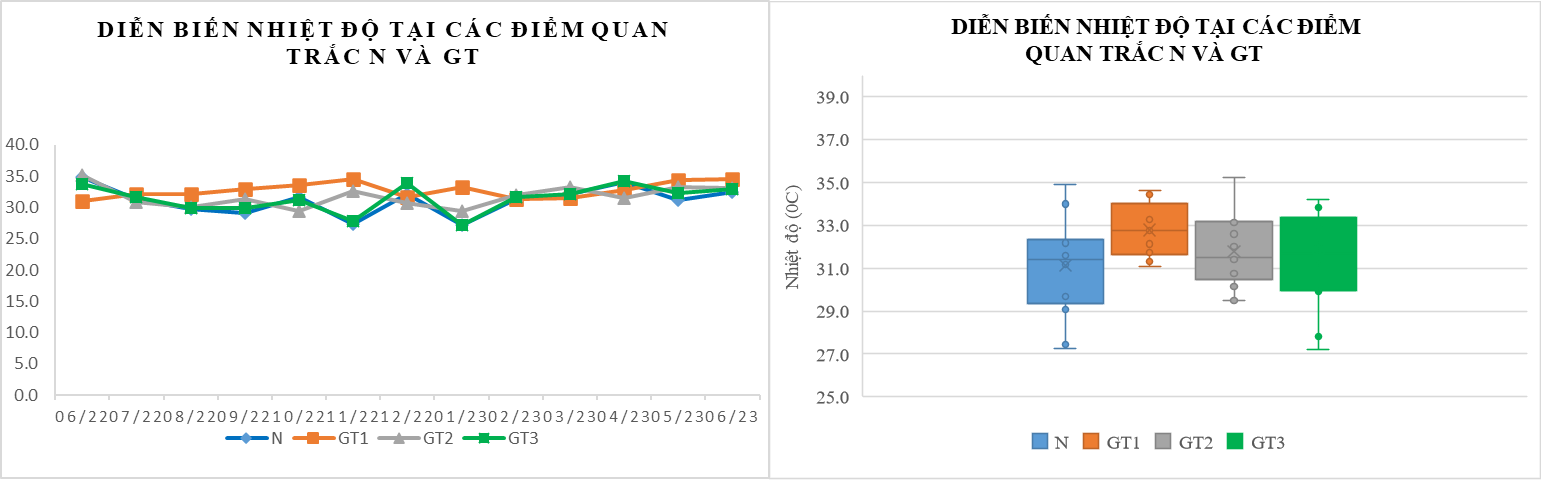 DIỄN BIẾN NHIỆT ĐỘ TẠI CÁC ĐIỂM QUAN
TRẮC N VÀ GT
40.0
35.0
30.0
25.0
20.0
15.0
10.0
5.0
0.0
06/22 07/22 08/22 09/22 10/22 11/22 12/22 01/23 02/23 03/23 04/23 05/23 06/23
N GT1 GT2 GT3
DIỄN BIẾN NHIỆT ĐỘ TẠI CÁC ĐIỂM
QUAN TRẮC N VÀ GT
Nhiệt độ (0C)
39.0
37.0
35.0
33.0
31.0
29.0
27.0
25.0
N GT1 GT2 GT3